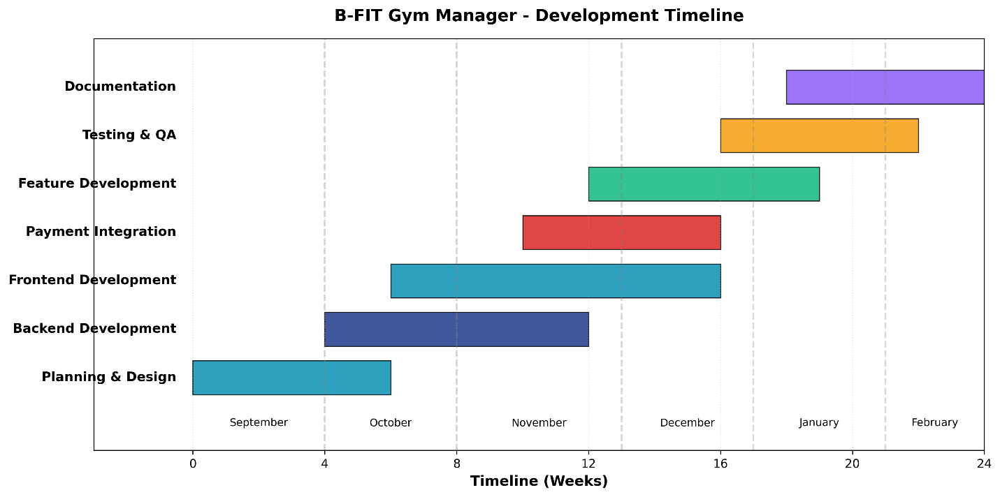 B-FIT Gym Manager - Development Timeline
Documentation
Testing & QA
Feature Development
Payment Integration
Frontend Development
Backend Development
Planning & Design
September October November December January February
0 4 8 12 16 20 24
Timeline (Weeks)